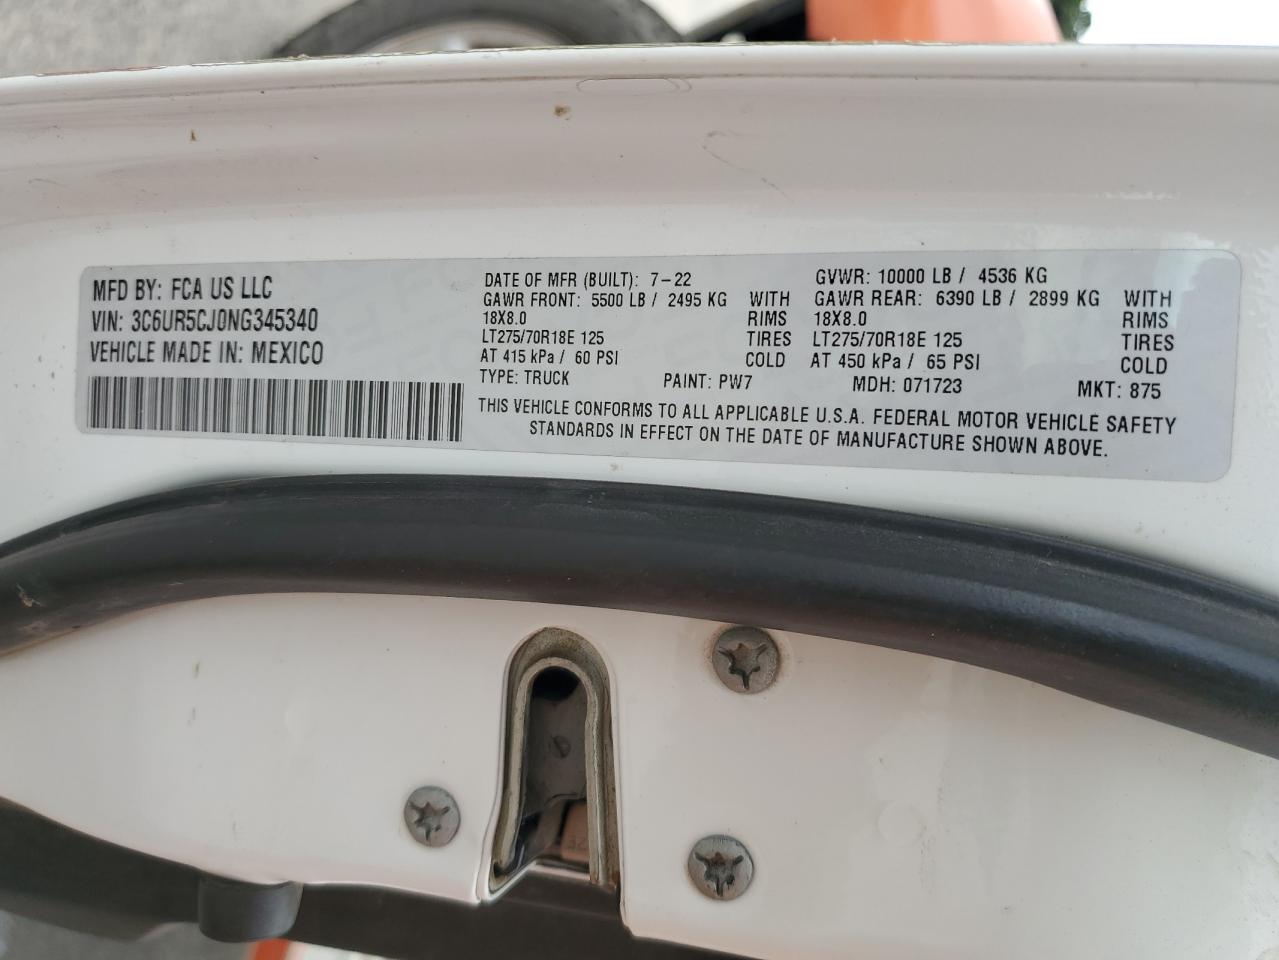 MFD BY: FCA US LLC
VIN: 3C6UR5CJ0NG345340
VEHICLE MADE IN: MEXICO
DATE OF MFR (BUILT): 7-22
GAWR FRONT: 5500 LB / 2495 KG WITH
18X8.0 RIMS
LT275/70R18E 125 TIRES
AT 415 kPa / 60 PSI COLD
GVWR: 10000 LB / 4536 KG
GAWR REAR: 6390 LB / 2899 KG WITH
18X8.0 RIMS
LT275/70R18E 125 TIRES
AT 450 kPa / 65 PSI COLD
TYPE: TRUCK PAINT: PW7 MDH: 071723 MKT: 875
THIS VEHICLE CONFORMS TO ALL APPLICABLE U.S.A. FEDERAL MOTOR VEHICLE SAFETY
STANDARDS IN EFFECT ON THE DATE OF MANUFACTURE SHOWN ABOVE.